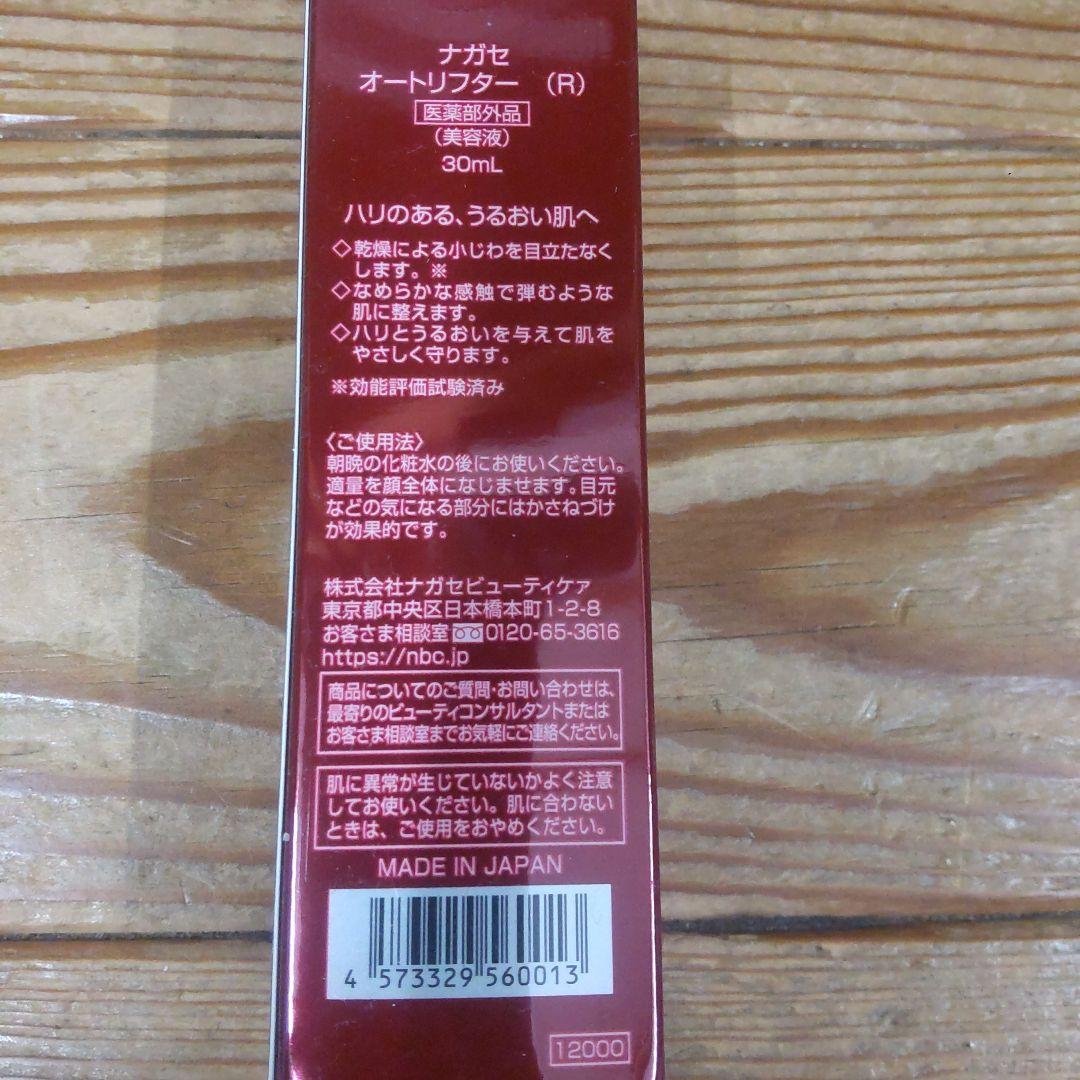 ナガセ
オートリフター （R）
医薬部外品
（美容液）
30mL
ハリのある、うるおい肌へ
◇乾燥による小じわを目立たなく
します。※
◇なめらかな感触で弾むような
肌に整えます。
◇ハリとうるおいを与えて肌を
やさしく守ります。
※効能評価試験済み
〈ご使用法〉
朝晩の化粧水の後にお使いください。
適量を顔全体になじませます。目元
などの気になる部分にはかさねづけ
が効果的です。
株式会社ナガセビューティケァ
東京都中央区日本橋本町1-2-8
お客さま相談室 0120-65-3616
https://nbc.jp
商品についてのご質問・お問い合わせは、
最寄りのビューティコンサルタントまたは
お客さま相談室までお気軽にご連絡ください。
肌に異常が生じていないかよく注意
してお使いください。肌に合わない
ときは、ご使用をおやめください。
MADE IN JAPAN
4 573329 560013
12000